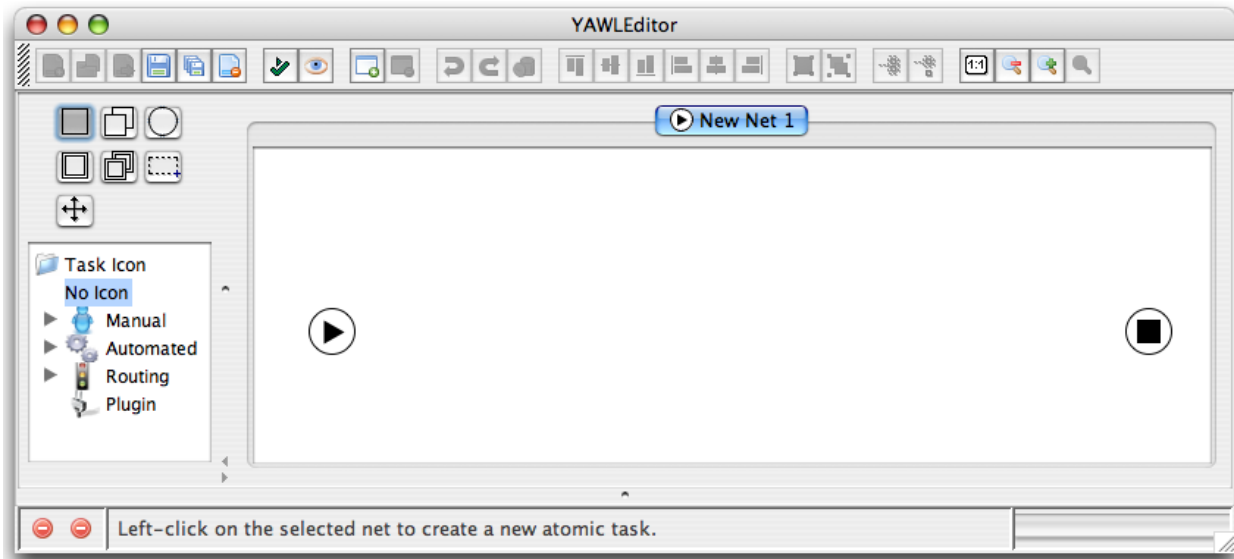 YAWLEditor
1:1
New Net 1
Task Icon
No Icon
Manual
Automated
Routing
Plugin
Left-click on the selected net to create a new atomic task.